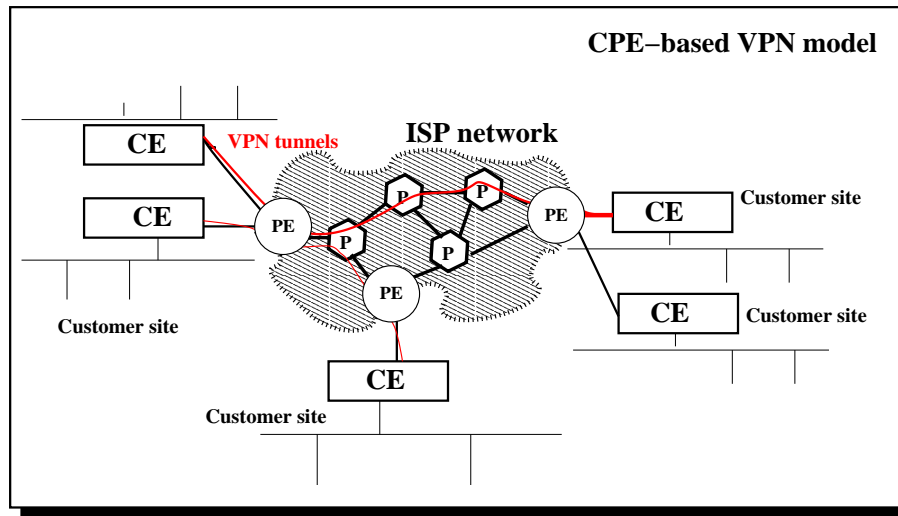 CPE−based VPN model
ISP network
VPN tunnels
CE
CE
Customer site
PE
P
P
P
P
PE
PE
CE
Customer site
CE
Customer site
CE
Customer site